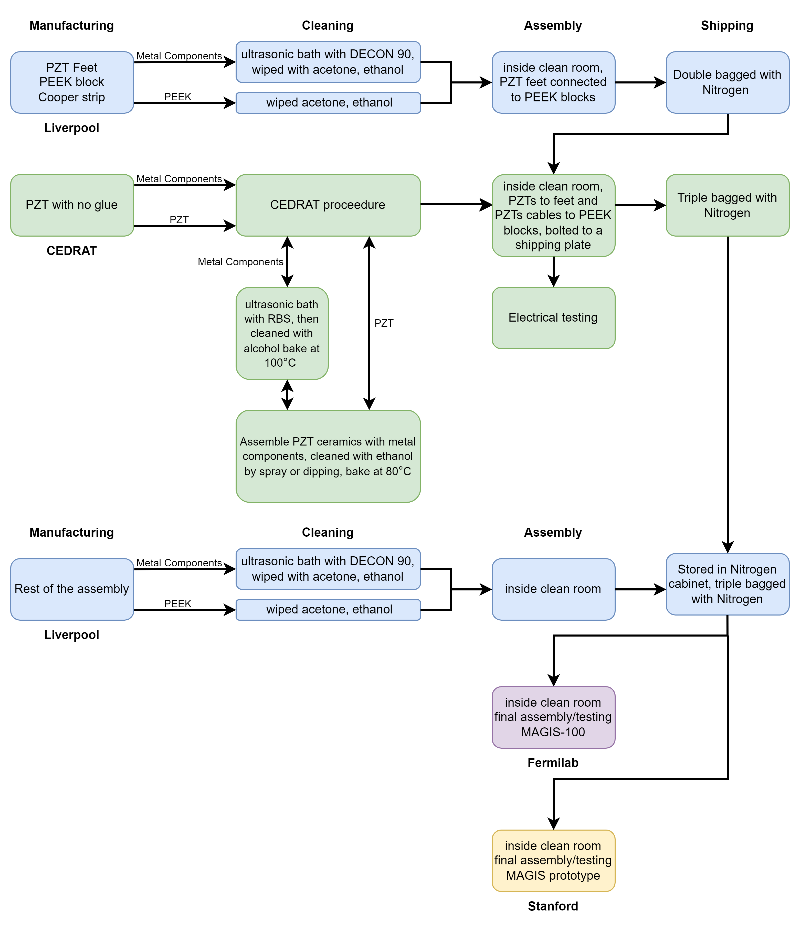 Manufacturing
Cleaning
Assembly
Shipping
PZT Feet
PEEK block
Cooper strip
Liverpool
Metal Components
PEEK
ultrasonic bath with DECON 90,
wiped with acetone, ethanol
wiped acetone, ethanol
inside clean room,
PZT feet connected
to PEEK blocks
Double bagged with
Nitrogen
PZT with no glue
CEDRAT
Metal Components
PZT
CEDRAT proceedure
inside clean room,
PZTs to feet and
PZTs cables to PEEK
blocks, bolted to a
shipping plate
Triple bagged with
Nitrogen
Metal Components
PZT
ultrasonic bath
with RBS, then
cleaned with
alcohol bake at
100°C
Electrical testing
Assemble PZT ceramics with metal
components, cleaned with ethanol
by spray or dipping, bake at 80°C
Manufacturing
Cleaning
Assembly
Rest of the assembly
Liverpool
Metal Components
PEEK
ultrasonic bath with DECON 90,
wiped with acetone, ethanol
wiped acetone, ethanol
inside clean room
Stored in Nitrogen
cabinet, triple bagged
with Nitrogen
inside clean room
final assembly/testing
MAGIS-100
Fermilab
inside clean room
final assembly/testing
MAGIS prototype
Stanford